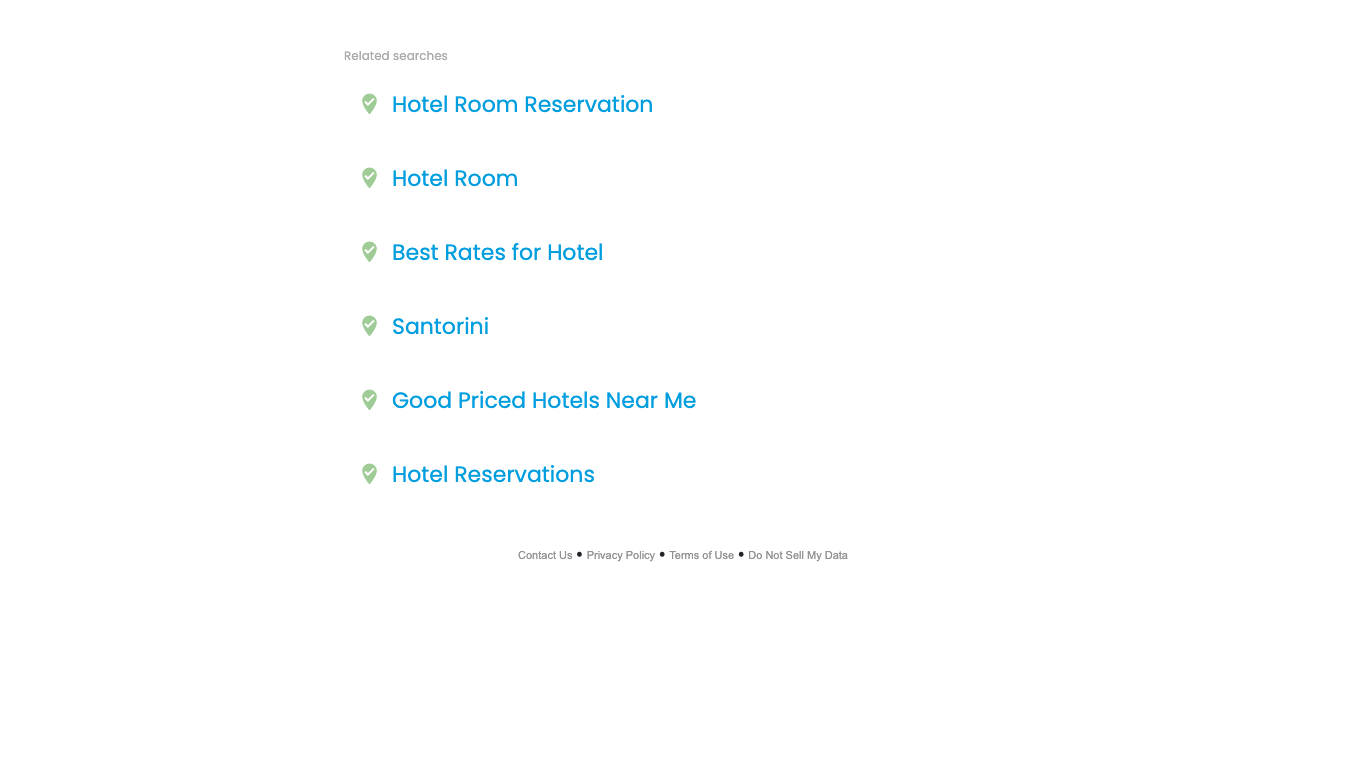 Related searches
Hotel Room Reservation
Hotel Room
Best Rates for Hotel
Santorini
Good Priced Hotels Near Me
Hotel Reservations
Contact Us • Privacy Policy • Terms of Use • Do Not Sell My Data